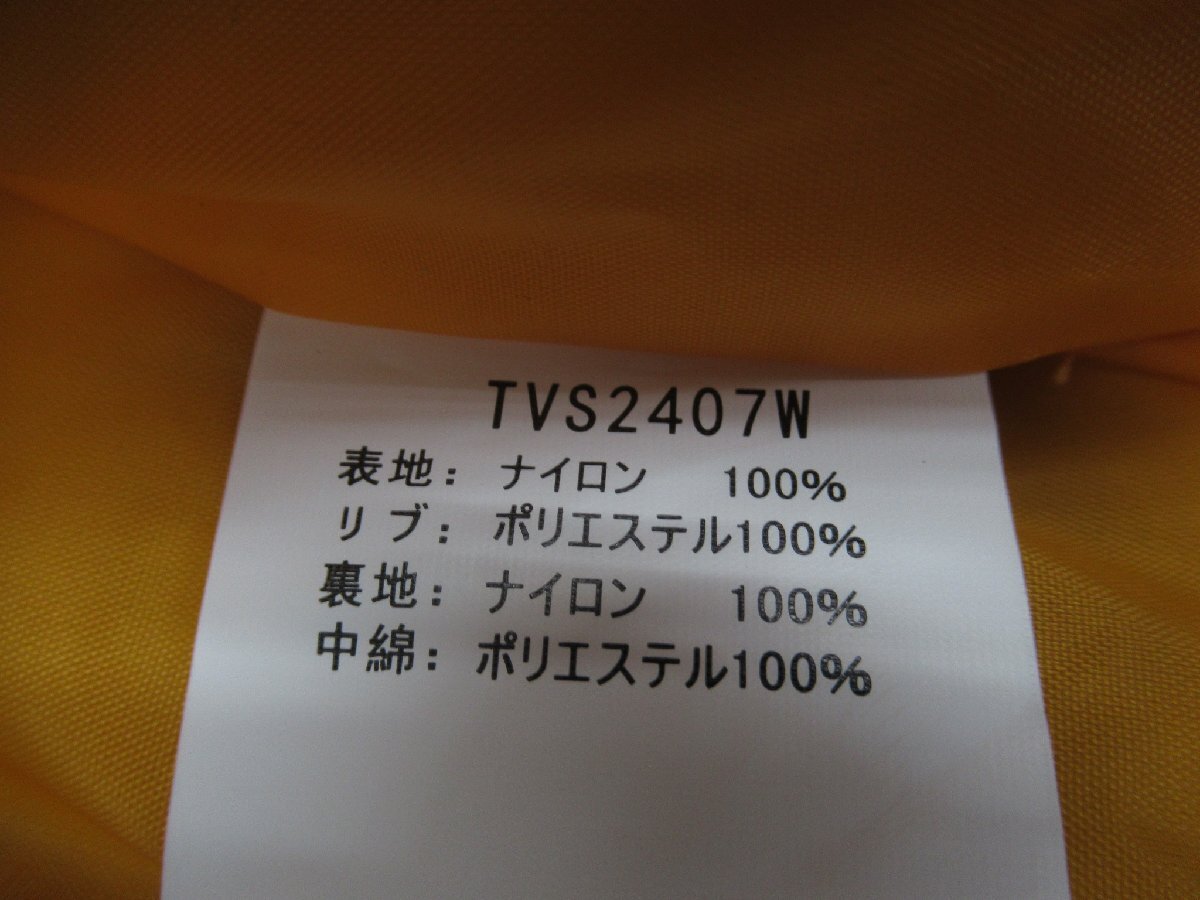 TVS2407W
表地: ナイロン 100%
リブ: ポリエステル100%
裏地: ナイロン 100%
中綿: ポリエステル100%